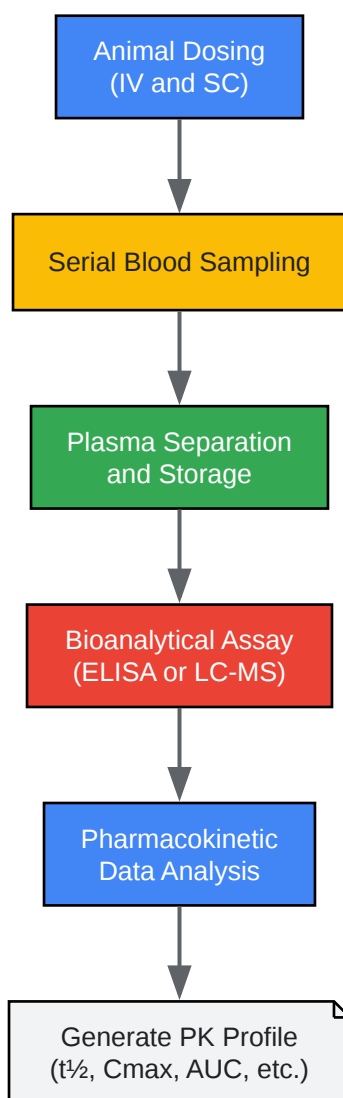 Animal Dosing
(IV and SC)
Serial Blood Sampling
Plasma Separation
and Storage
Bioanalytical Assay
(ELISA or LC-MS)
Pharmacokinetic
Data Analysis
Generate PK Profile
(t½, Cmax, AUC, etc.)